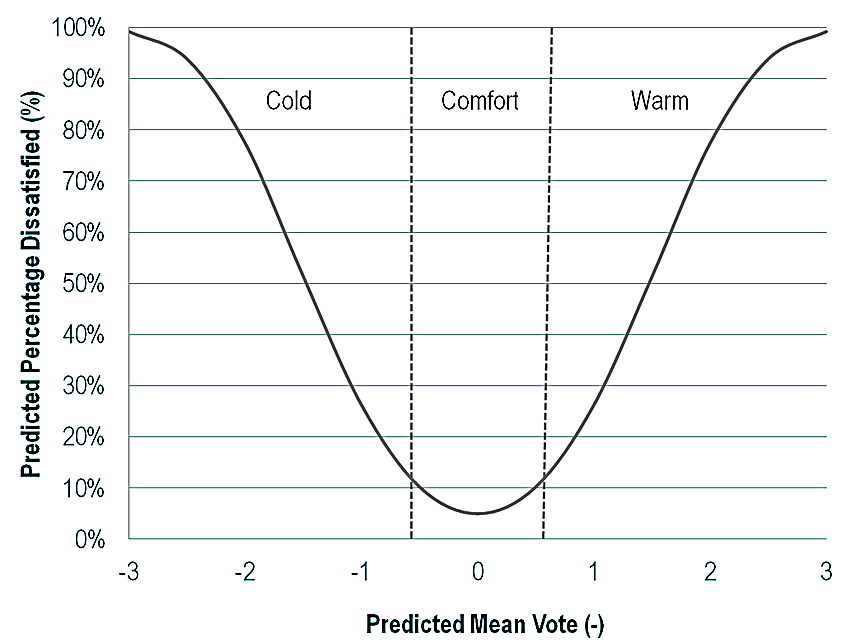 100%
90%
80%
70%
60%
50%
40%
30%
20%
10%
0%
Predicted Percentage Dissatisfied (%)
Cold Comfort Warm
-3 -2 -1 0 1 2 3
Predicted Mean Vote (-)